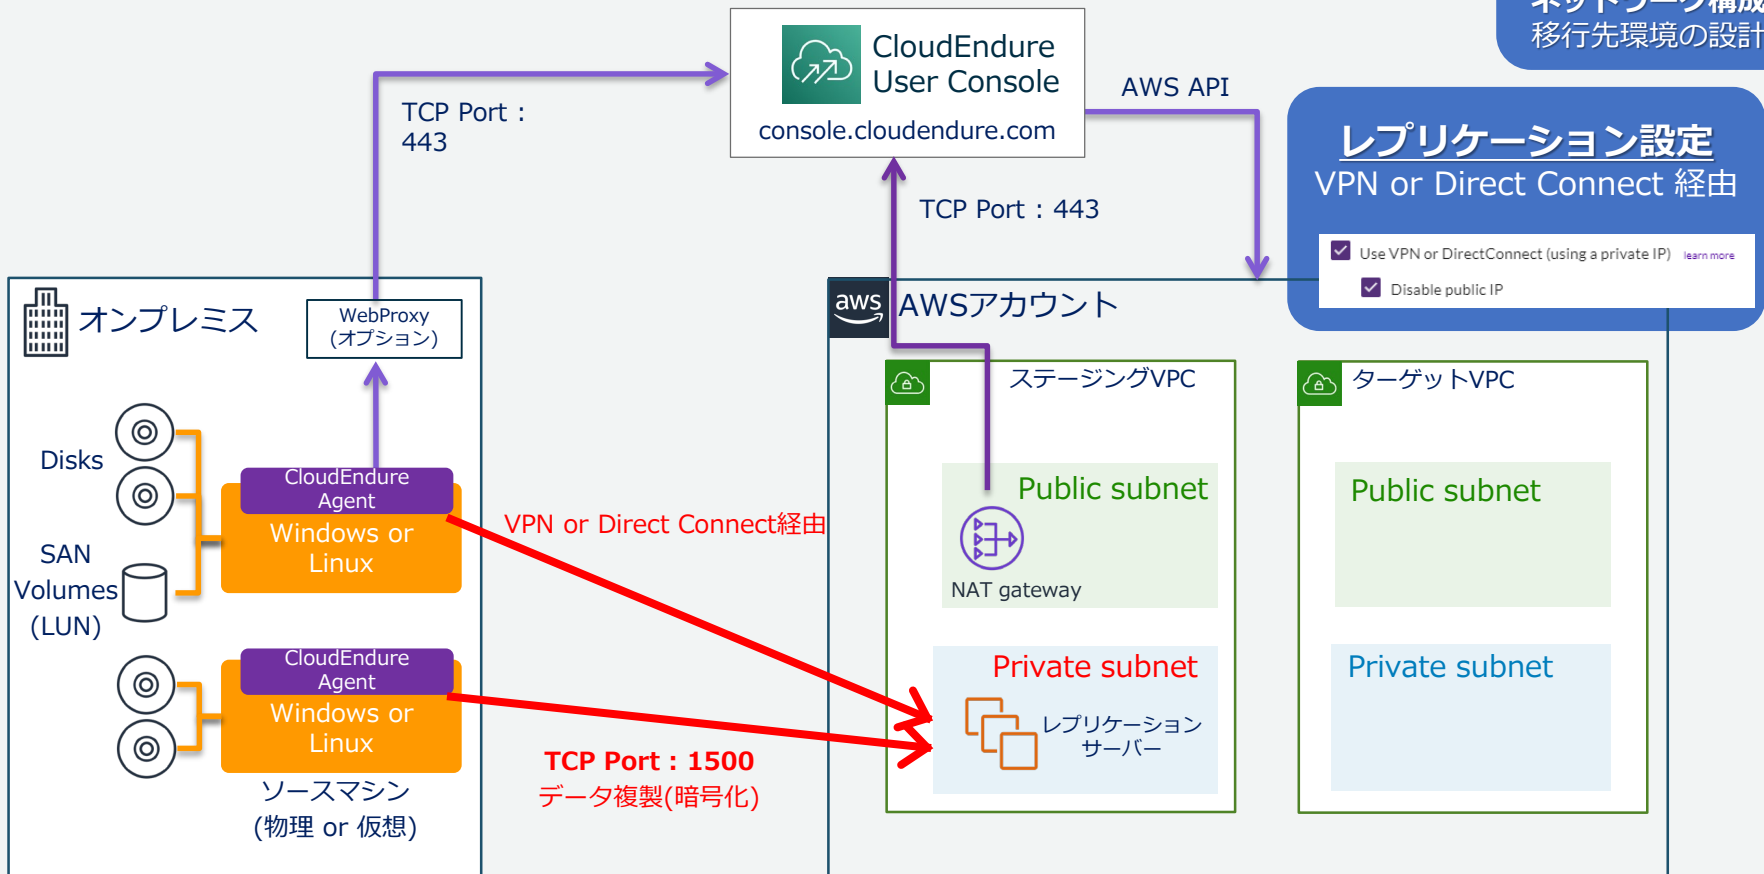 ネットワーク構成
移行先環境の設計
CloudEndure
User Console
console.cloudendure.com
AWS API
TCP Port：
443
TCP Port：443
レプリケーション設定
VPN or Direct Connect 経由
Use VPN or DirectConnect (using a private IP) learn more
Disable public IP
オンプレミス
WebProxy
(オプション)
Disks
SAN
Volumes
(LUN)
CloudEndure
Agent
Windows or
Linux
CloudEndure
Agent
Windows or
Linux
ソースマシン
(物理 or 仮想)
VPN or Direct Connect経由
TCP Port：1500
データ複製(暗号化)
aws
AWSアカウント
ステージングVPC
Public subnet
NAT gateway
Private subnet
レプリケーション
サーバー
ターゲットVPC
Public subnet
Private subnet